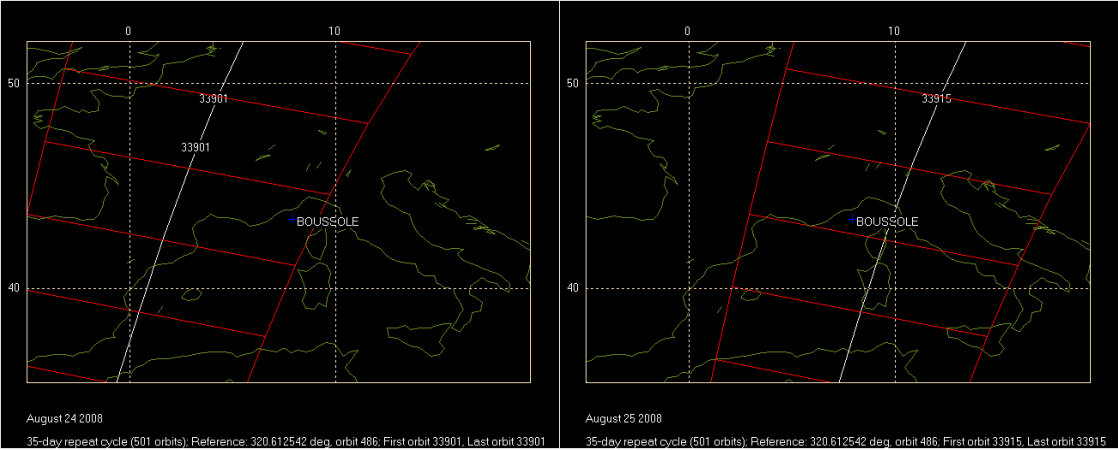 0 10
50
33901
33901
BOUSSOLE
40
August 24 2008
35-day repeat cycle (501 orbits); Reference: 320.612542 deg, orbit 486; First orbit 33901, Last orbit 33901
0 10
50
33915
BOUSSOLE
40
August 25 2008
35-day repeat cycle (501 orbits); Reference: 320.612542 deg, orbit 486; First orbit 33915, Last orbit 33915